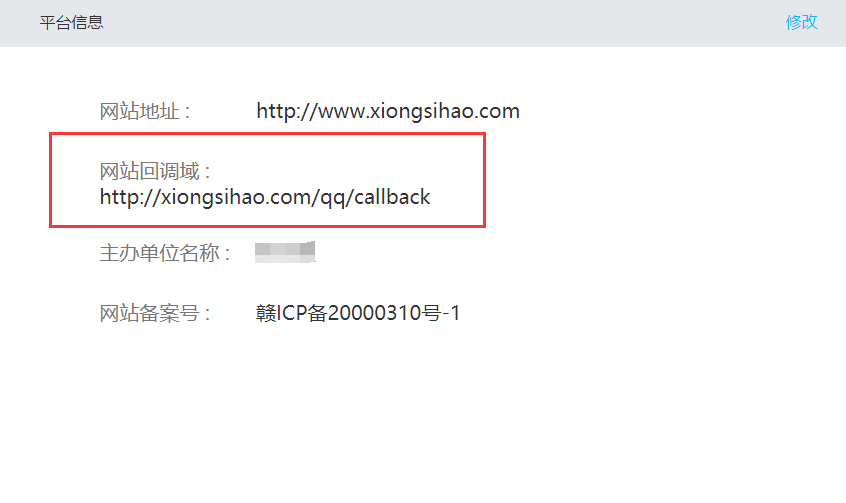 平台信息
修改
网站地址：
http://www.xiongsihao.com
网站回调域：
http://xiongsihao.com/qq/callback
主办单位名称：
网站备案号：
赣ICP备20000310号-1